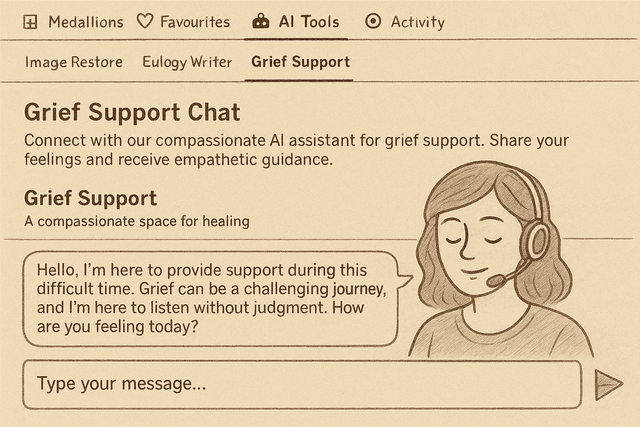 Medallions Favourites AI Tools Activity
Image Restore Eulogy Writer Grief Support
Grief Support Chat
Connect with our compassionate AI assistant for grief support. Share your
feelings and receive empathetic guidance.
Grief Support
A compassionate space for healing
Hello, I'm here to provide support during this
difficult time. Grief can be a challenging journey,
and I'm here to listen without judgment. How
are you feeling today?
Type your message...